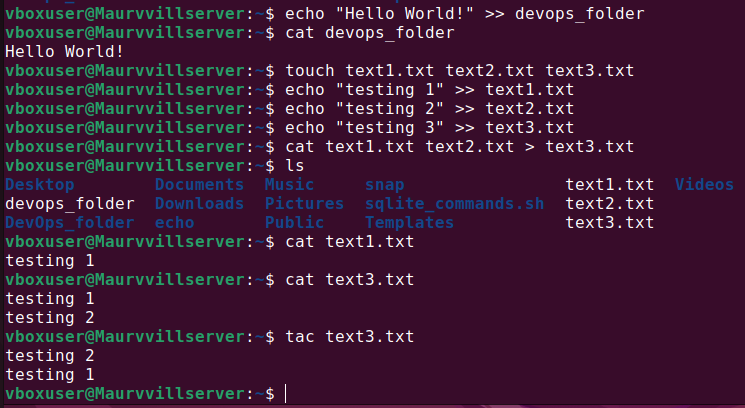 vboxuser@Maurvvillserver:~$ echo "Hello World!" >> devops_folder
vboxuser@Maurvvillserver:~$ cat devops_folder
Hello World!
vboxuser@Maurvvillserver:~$ touch text1.txt text2.txt text3.txt
vboxuser@Maurvvillserver:~$ echo "testing 1" >> text1.txt
vboxuser@Maurvvillserver:~$ echo "testing 2" >> text2.txt
vboxuser@Maurvvillserver:~$ echo "testing 3" >> text3.txt
vboxuser@Maurvvillserver:~$ cat text1.txt text2.txt > text3.txt
vboxuser@Maurvvillserver:~$ ls
Desktop Documents Music snap text1.txt Videos
devops_folder Downloads Pictures sqlite_commands.sh text2.txt
DevOps_folder echo Public Templates text3.txt
vboxuser@Maurvvillserver:~$ cat text1.txt
testing 1
vboxuser@Maurvvillserver:~$ cat text3.txt
testing 1
testing 2
vboxuser@Maurvvillserver:~$ tac text3.txt
testing 2
testing 1
vboxuser@Maurvvillserver:~$